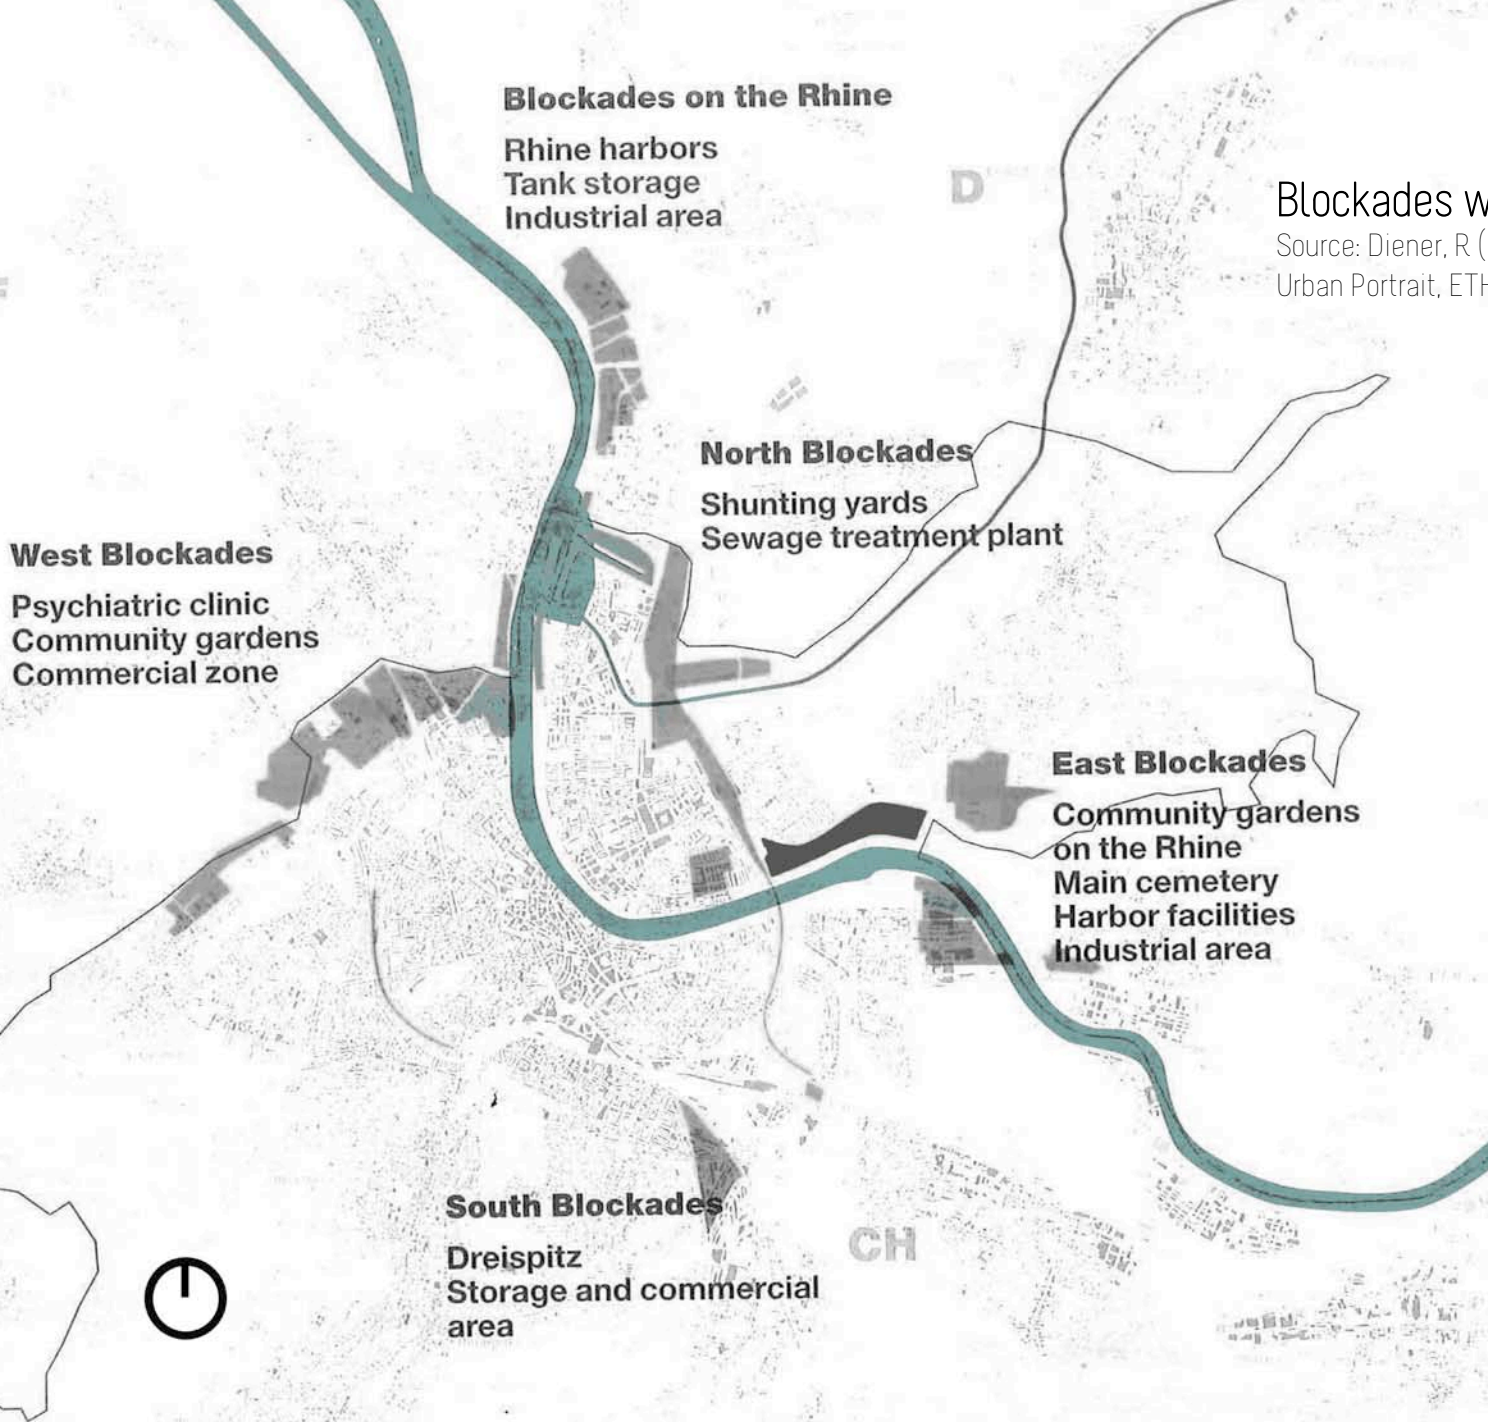 Blockades on the Rhine
Rhine harbors
Tank storage
Industrial area
D
Blockades w
Source: Diener, R (
Urban Portrait, ETH
North Blockades
Shunting yards
Sewage treatment plant
West Blockades
Psychiatric clinic
Community gardens
Commercial zone
East Blockades
Community gardens
on the Rhine
Main cemetery
Harbor facilities
Industrial area
South Blockades
Dreispitz
Storage and commercial
area
CH